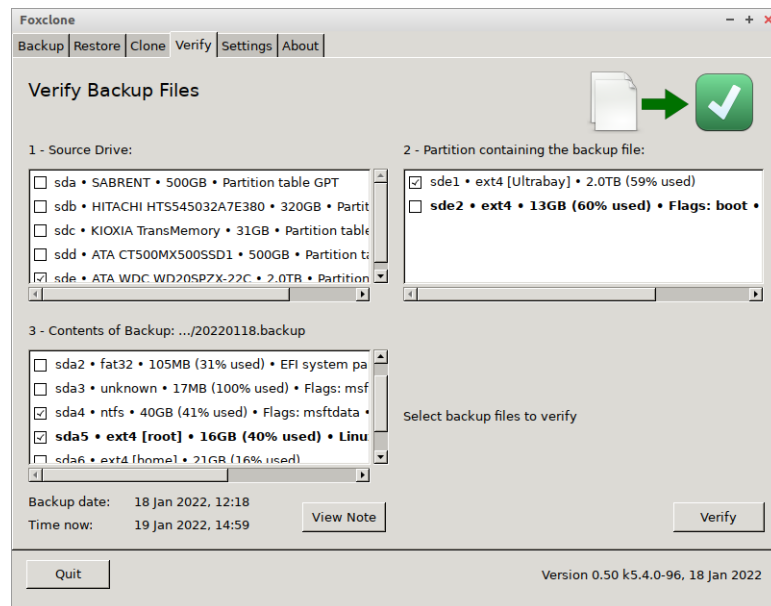 Foxclone
Backup Restore Clone Verify Settings About
Verify Backup Files
1 - Source Drive:
sda • SABRENT • 500GB • Partition table GPT
sdb • HITACHI HTS545032A7E380 • 320GB • Partit
sdc • KIOXIA TransMemory • 31GB • Partition table
sdd • ATA CT500MX500SSD1 • 500GB • Partition ta
sde • ATA WDC WD20SPZX-22C • 2.0TB • Partition
2 - Partition containing the backup file:
sde1 • ext4 [Ultrabay] • 2.0TB (59% used)
sde2 • ext4 • 13GB (60% used) • Flags: boot •
3 - Contents of Backup: .../20220118.backup
sda2 • fat32 • 105MB (31% used) • EFI system pa
sda3 • unknown • 17MB (100% used) • Flags: msf
sda4 • ntfs • 40GB (41% used) • Flags: msftdata •
sda5 • ext4 [root] • 16GB (40% used) • Linu
sda6 • ext4 [home] • 21GB (16% used)
Select backup files to verify
Backup date: 18 Jan 2022, 12:18
Time now: 19 Jan 2022, 14:59
View Note
Verify
Quit
Version 0.50 k5.4.0-96, 18 Jan 2022